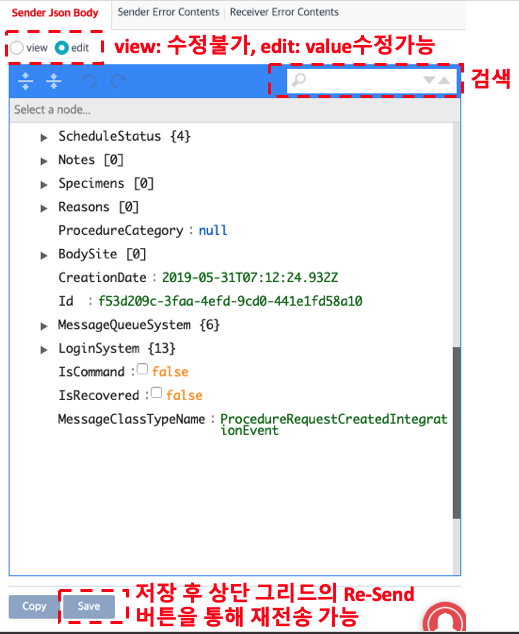 Sender Json Body Sender Error Contents Receiver Error Contents
view edit view: 수정불가, edit: value수정가능
검색
Select a node...
ScheduleStatus {4}
Notes [0]
Specimens [0]
Reasons [0]
ProcedureCategory : null
BodySite [0]
CreationDate : 2019-05-31T07:12:24.932Z
Id : f53d209c-3faa-4efd-9cd0-441e1fd58a10
MessageQueueSystem {6}
LoginSystem {13}
IsCommand : false
IsRecovered : false
MessageClassTypeName : ProcedureRequestCreatedIntegrat
ionEvent
저장 후 상단 그리드의 Re-Send
Copy Save 버튼을 통해 재전송 가능